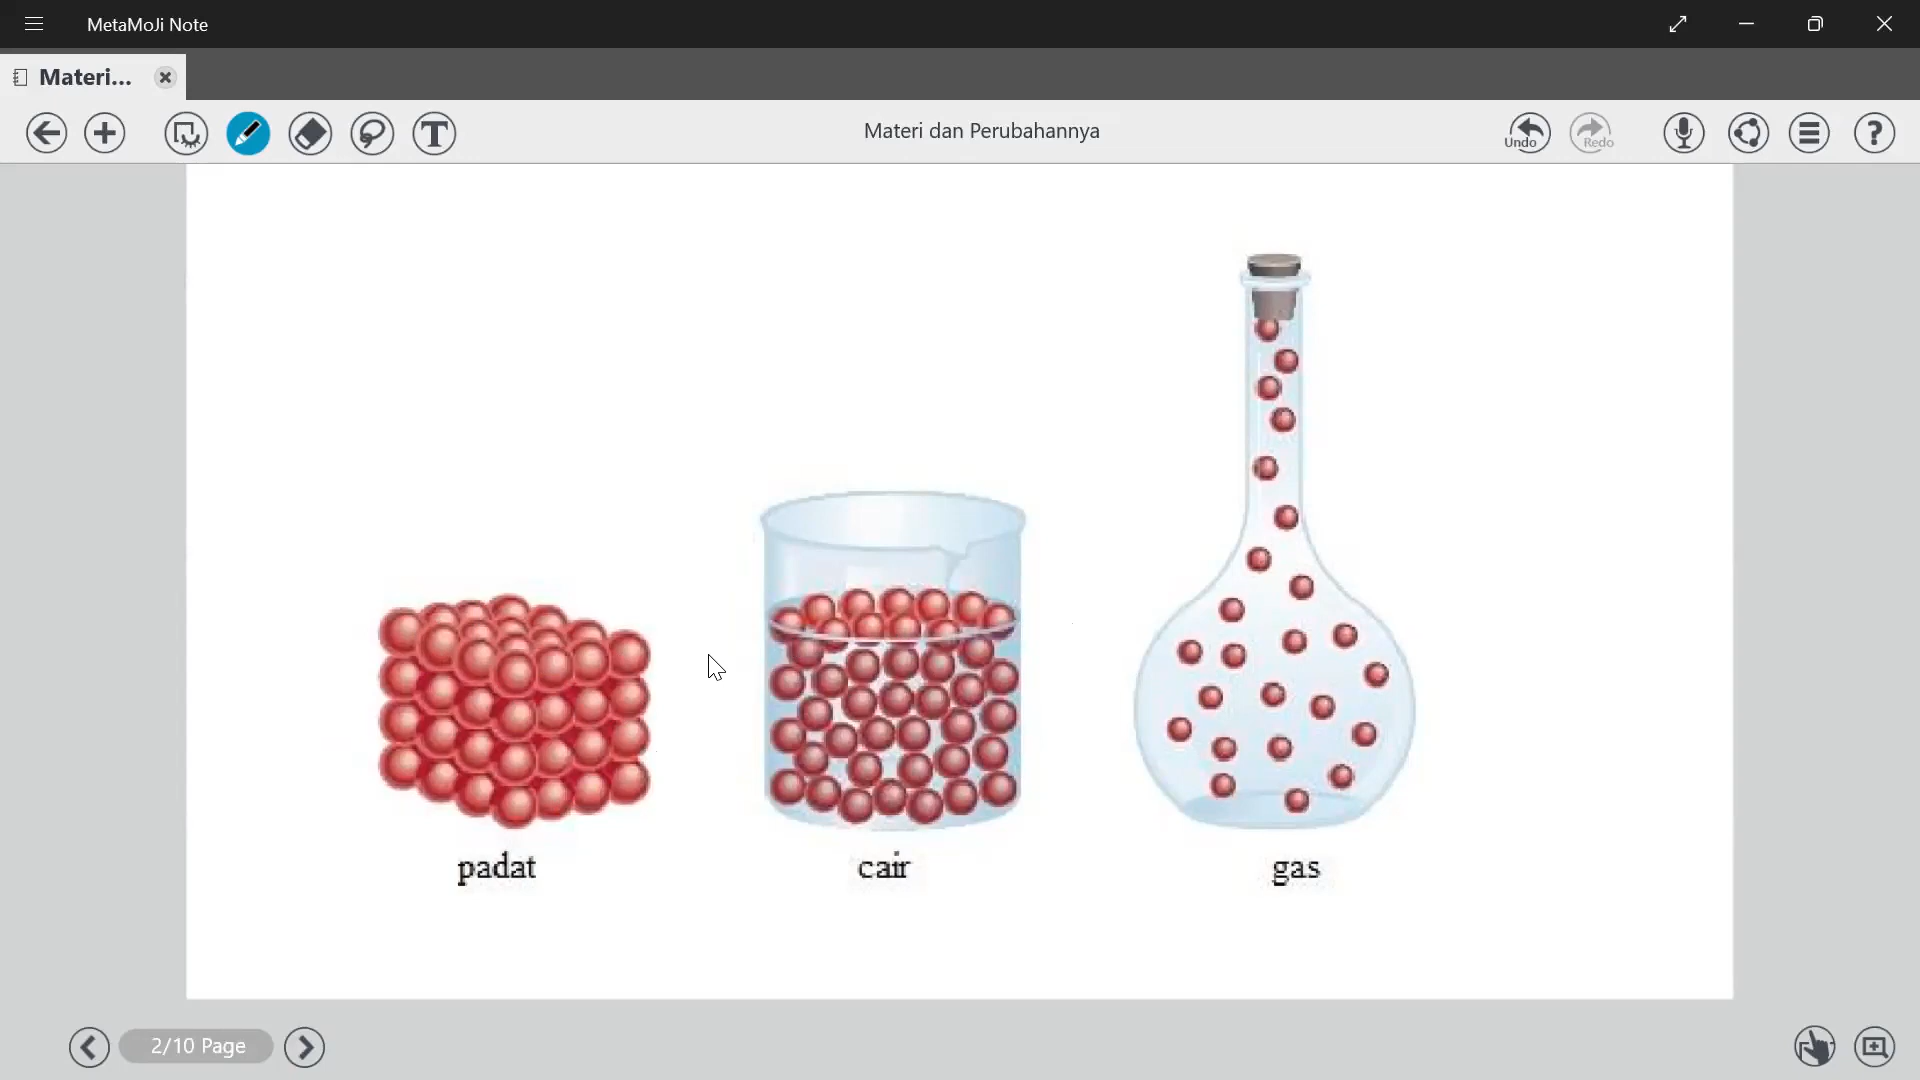 MetaMoJi Note
Materi...
T
Materi dan Perubahannya
Undo
Redo
?
padat
cair
gas
2/10 Page